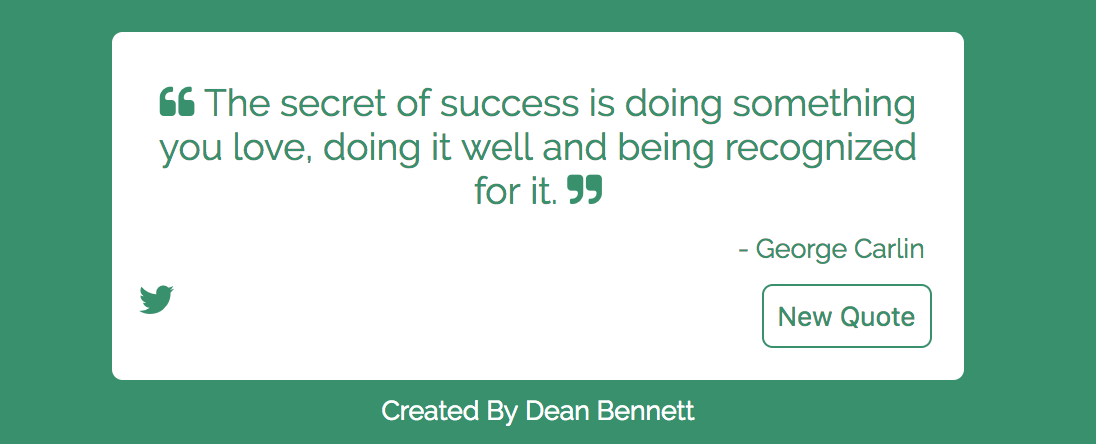 ❝ The secret of success is doing something
you love, doing it well and being recognized
for it. ❞
- George Carlin
New Quote
Created By Dean Bennett